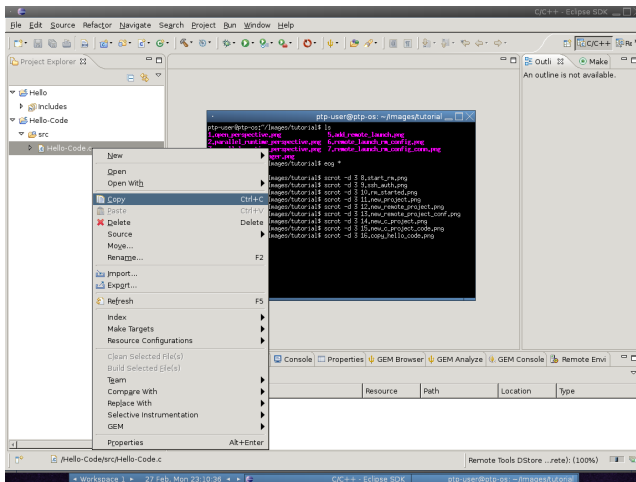 C/C++ - Eclipse SDK
File Edit Source Refactor Navigate Search Project Run Window Help
C/C++
Project Explorer
Outli Make
An outline is not available.
Hello
Includes
Hello-Code
src
Hello-Code.c
ptp-user@ptp-os: ~/Images/tutorial
ptp-user@ptp-os:~/Images/tutorial$ ls
1.open_perspective.png 5.add_remote_launch.png
2.parallel_runtime_perspective.png 6.remote_launch_rm_config.png
perspective.png 7.remote_launch_rm_config_conn.png
Images/tutorial$ eog *
Images/tutorial$ scrot -d 3 8.start_rm.png
Images/tutorial$ scrot -d 3 9.ssh_auth.png
Images/tutorial$ scrot -d 3 10.rm_started.png
Images/tutorial$ scrot -d 3 11.new_project.png
Images/tutorial$ scrot -d 3 12.new_remote_project.png
Images/tutorial$ scrot -d 3 13.new_remote_project_conf.png
Images/tutorial$ scrot -d 3 14.new_c_project.png
Images/tutorial$ scrot -d 3 15.new_c_project_code.png
Images/tutorial$ scrot -d 3 16.copy_hello_code.png
New
Open
Open With
Copy Ctrl+C
Paste Ctrl+V
Delete Delete
Source
Move...
Rename... F2
Import...
Export...
Refresh F5
Index
Make Targets
Resource Configurations
Clean Selected File(s)
Build Selected File(s)
Team
Compare With
Replace With
Selective Instrumentation
GEM
Properties Alt+Enter
Console Properties GEM Browser GEM Analyze GEM Console Remote Envi
Resource Path Location Type
/Hello-Code/src/Hello-Code.c
Remote Tools DStore ...rete): (100%)
Workspace 1 27 Feb, Mon 23:10:36 C/C++ - Eclipse SDK ptp-user@ptp-os: ~/Images/tutorial